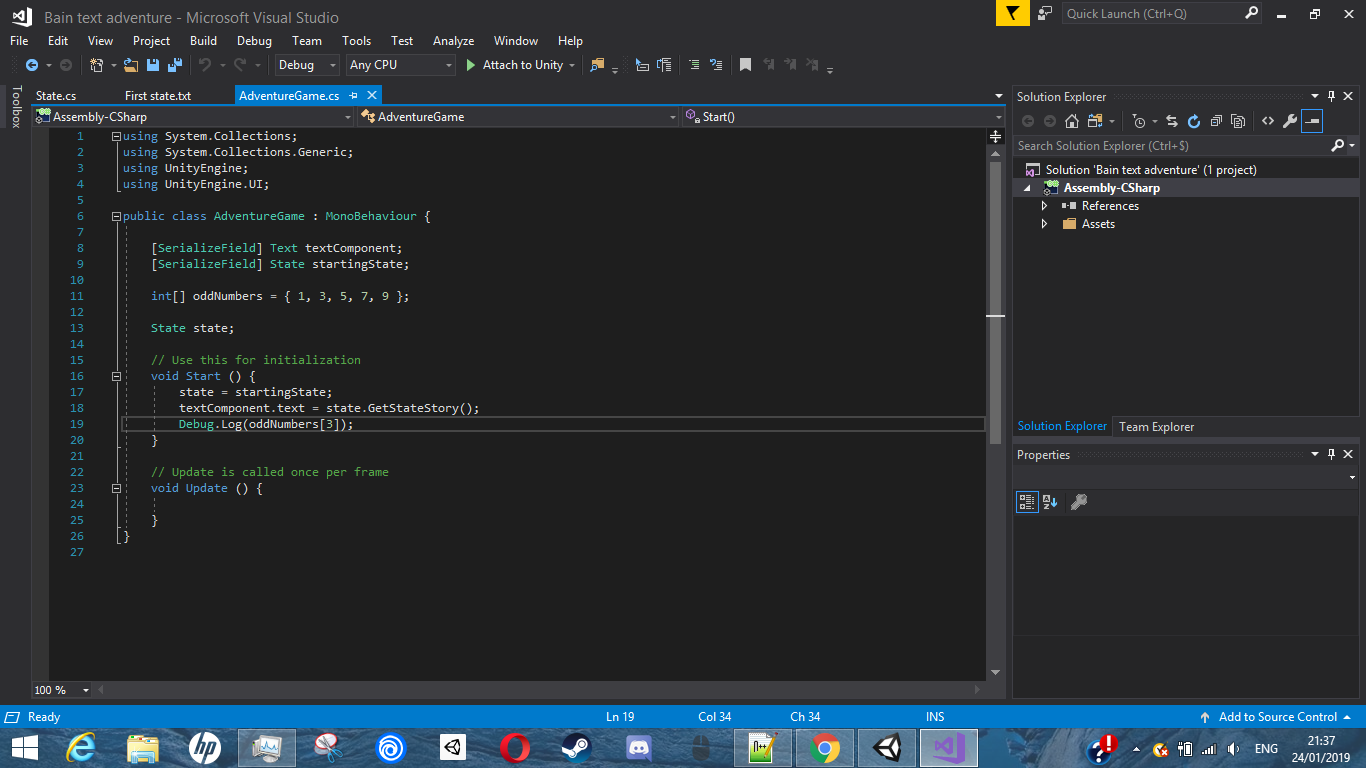 Bain text adventure - Microsoft Visual Studio
Quick Launch (Ctrl+Q)
File Edit View Project Build Debug Team Tools Test Analyze Window Help
Debug Any CPU Attach to Unity
Toolbox
State.cs First state.txt AdventureGame.cs
Assembly-CSharp AdventureGame Start()
1 using System.Collections;
2 using System.Collections.Generic;
3 using UnityEngine;
4 using UnityEngine.UI;
5
6 public class AdventureGame : MonoBehaviour {
7
8 [SerializeField] Text textComponent;
9 [SerializeField] State startingState;
10
11 int[] oddNumbers = { 1, 3, 5, 7, 9 };
12
13 State state;
14
15 // Use this for initialization
16 void Start () {
17 state = startingState;
18 textComponent.text = state.GetStateStory();
19 Debug.Log(oddNumbers[3]);
20 }
21
22 // Update is called once per frame
23 void Update () {
24
25 }
26 }
27
100 %
Solution Explorer
Search Solution Explorer (Ctrl+$)
Solution 'Bain text adventure' (1 project)
Assembly-CSharp
References
Assets
Solution Explorer Team Explorer
Properties
Ready Ln 19 Col 34 Ch 34 INS Add to Source Control
ENG
21:37
24/01/2019